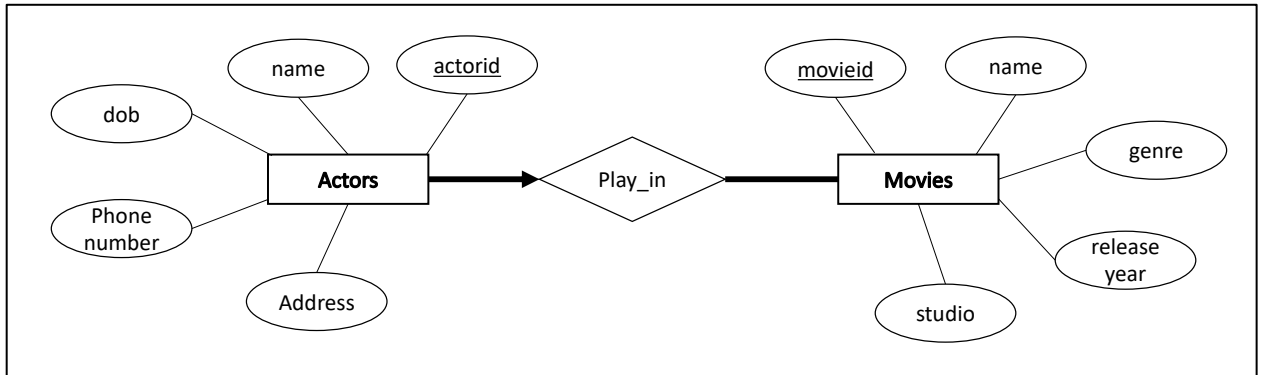 name
actorid
movieid
name
dob
genre
Actors
Play_in
Movies
Phone
number
release
year
Address
studio